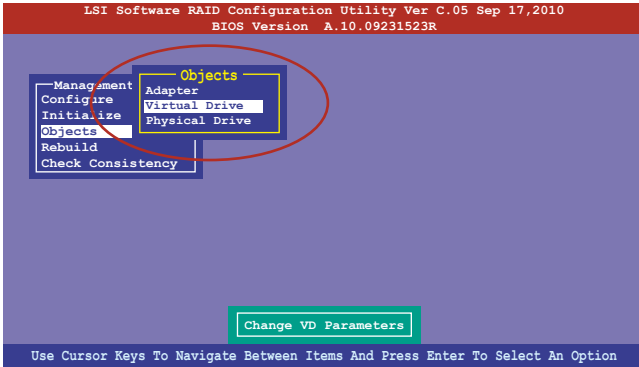 LSI Software RAID Configuration Utility Ver C.05 Sep 17,2010
BIOS Version A.10.09231523R
Management
Configure
Initialize
Objects
Rebuild
Check Consistency
Objects
Adapter
Virtual Drive
Physical Drive
Change VD Parameters
Use Cursor Keys To Navigate Between Items And Press Enter To Select An Option